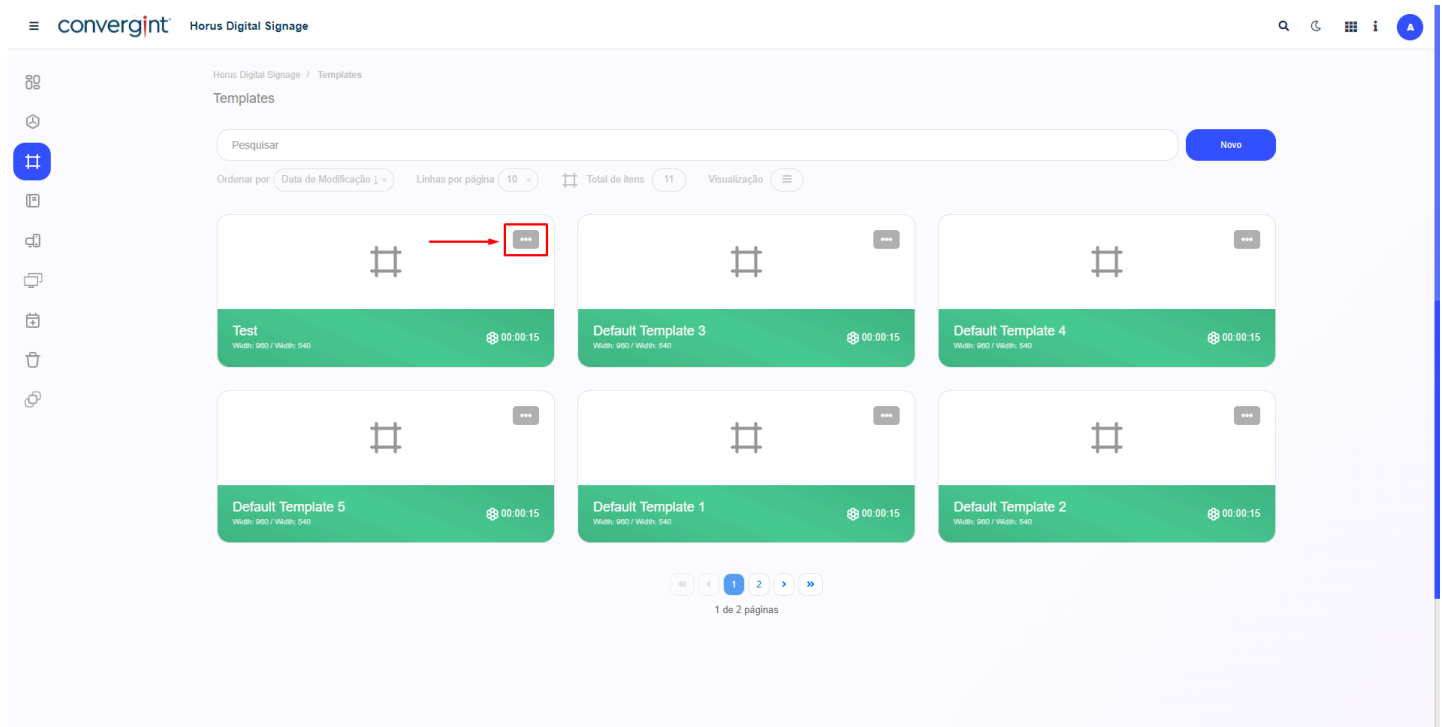 convergint Horus Digital Signage
A
Horus Digital Signage / Templates
Templates
Pesquisar
Novo
Ordenar por Data de Modificação ↓ Linhas por página 10 Total de itens 11 Visualização
Test
Width: 960 / Width: 540
00:00:15
Default Template 3
Width: 960 / Width: 540
00:00:15
Default Template 4
Width: 960 / Width: 540
00:00:15
Default Template 5
Width: 960 / Width: 540
00:00:15
Default Template 1
Width: 960 / Width: 540
00:00:15
Default Template 2
Width: 960 / Width: 540
00:00:15
« ‹ 1 2 › »
1 de 2 páginas